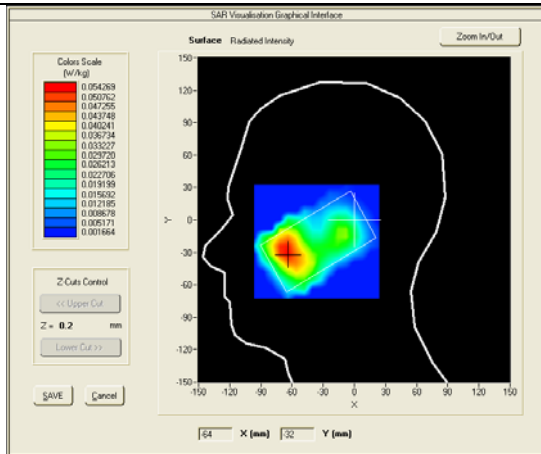 SAR Visualisation Graphical Interface
Surface Radiated Intensity
Zoom In/Out
Colors Scale
(W/kg)
0.054269
0.050762
0.047255
0.043748
0.040241
0.036734
0.033227
0.029720
0.026213
0.022706
0.019199
0.015692
0.012185
0.008678
0.005171
0.001664
150
120
90
60
30
0
-30
-60
-90
-120
-150
Y
-150 -120 -90 -60 -30 0 30 60 90 120 150
X
Z Cuts Control
<< Upper Cut
Z = 0.2 mm
Lower Cut >>
SAVE Cancel
-64 X (mm) -32 Y (mm)